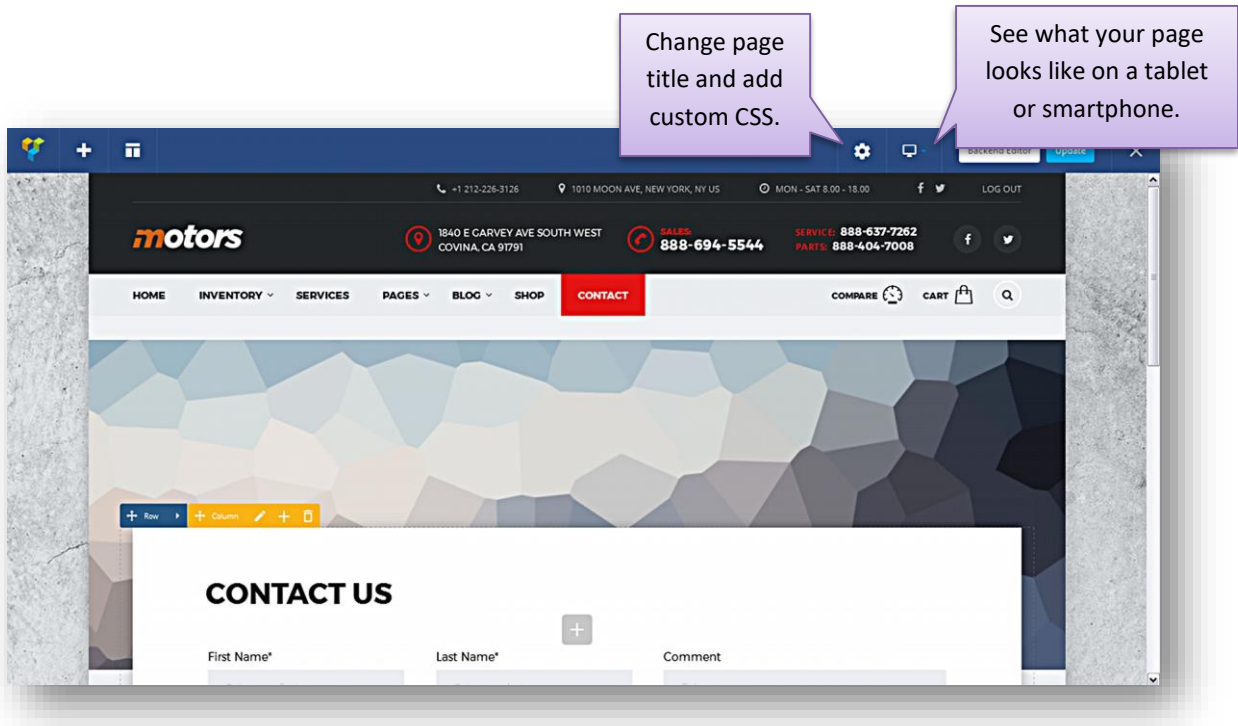 Change page
title and add
custom CSS.
See what your page
looks like on a tablet
or smartphone.
Backend Editor Update
+1 212-226-3126 1010 MOON AVE, NEW YORK, NY US MON - SAT 8.00 - 18.00 LOG OUT
motors
1840 E GARVEY AVE SOUTH WEST
COVINA, CA 91791
SALES:
888-694-5544
SERVICE: 888-637-7262
PARTS: 888-404-7008
HOME INVENTORY SERVICES PAGES BLOG SHOP CONTACT COMPARE CART
Row Column
CONTACT US
First Name* Last Name* Comment